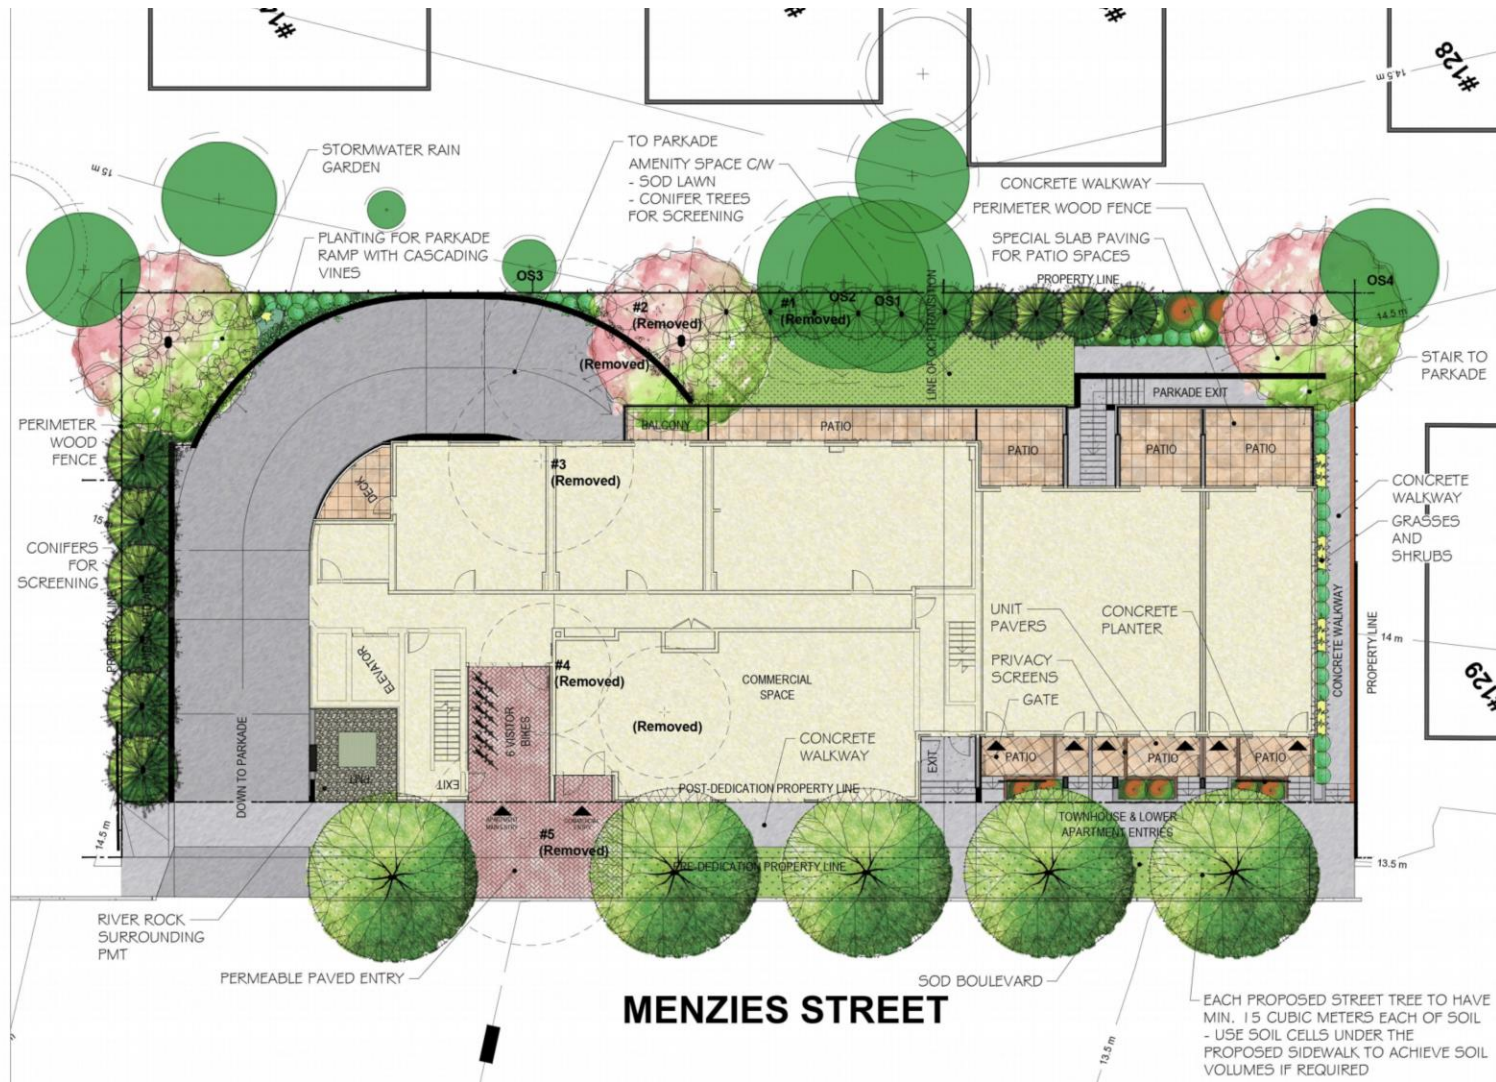 #128
14.5 m
15 m
STORMWATER RAIN
GARDEN
TO PARKADE
AMENITY SPACE C/W
- SOD LAWN
- CONIFER TREES
FOR SCREENING
CONCRETE WALKWAY
PERIMETER WOOD FENCE
SPECIAL SLAB PAVING
FOR PATIO SPACES
PROPERTY LINE
PLANTING FOR PARKADE
RAMP WITH CASCADING
VINES
OS3
OS2
OS1
OS4
14.5 m
#2
(Removed)
#1
(Removed)
(Removed)
STAIR TO
PARKADE
PARKADE EXIT
PERIMETER
WOOD
FENCE
BALCONY
PATIO
PATIO
PATIO
PATIO
#3
(Removed)
DECK
CONCRETE
WALKWAY
GRASSES
AND
SHRUBS
CONIFERS
FOR
SCREENING
UNIT
PAVERS
CONCRETE
PLANTER
PRIVACY
SCREENS
GATE
CONCRETE WALKWAY
PROPERTY LINE
14 m
#129
ELEVATOR
#4
(Removed)
COMMERCIAL
SPACE
(Removed)
6 VISITOR
BIKES
CONCRETE
WALKWAY
EXIT
PATIO
PATIO
PATIO
DOWN TO PARKADE
PMT
EXIT
POST-DEDICATION PROPERTY LINE
TOWNHOUSE & LOWER
APARTMENT ENTRIES
14.5 m
#5
(Removed)
PRE-DEDICATION PROPERTY LINE
13.5 m
RIVER ROCK
SURROUNDING
PMT
PERMEABLE PAVED ENTRY
SOD BOULEVARD
MENZIES STREET
13.5 m
EACH PROPOSED STREET TREE TO HAVE
MIN. 15 CUBIC METERS EACH OF SOIL
- USE SOIL CELLS UNDER THE
PROPOSED SIDEWALK TO ACHIEVE SOIL
VOLUMES IF REQUIRED